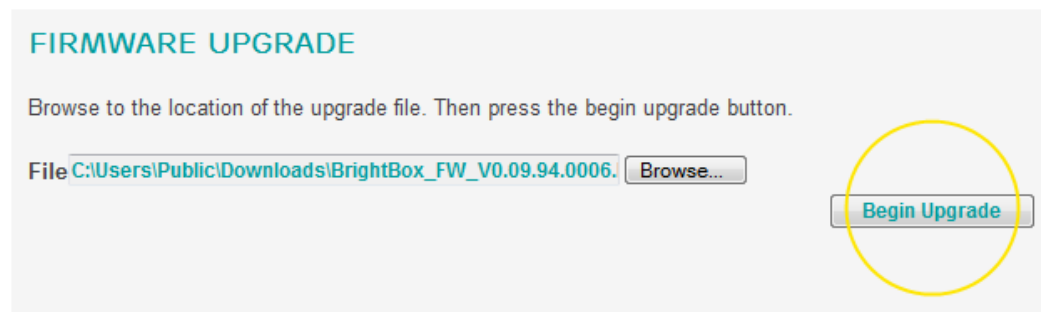 FIRMWARE UPGRADE
Browse to the location of the upgrade file. Then press the begin upgrade button.
File C:\Users\Public\Downloads\BrightBox_FW_V0.09.94.0006. Browse...
Begin Upgrade